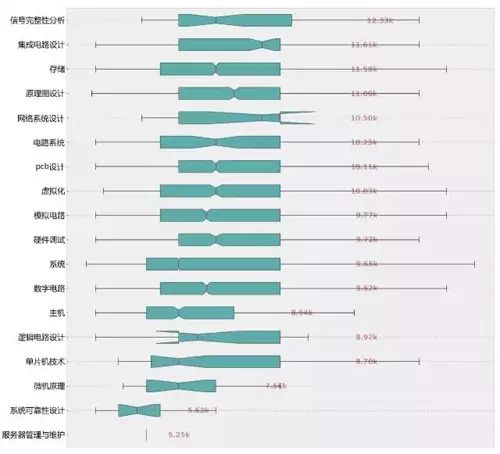 信号完整性分析 12.33k
集成电路设计 11.61k
存储 11.58k
原理图设计 11.00k
网络系统设计 10.50k
电路系统 10.25k
pcb设计 10.11k
虚拟化 10.03k
模拟电路 9.77k
硬件调试 9.72k
系统 9.65k
数字电路 9.62k
主机 8.94k
逻辑电路设计 8.92k
单片机技术 8.70k
微机原理
系统可靠性设计 5.62k
服务器管理与维护 5.25k